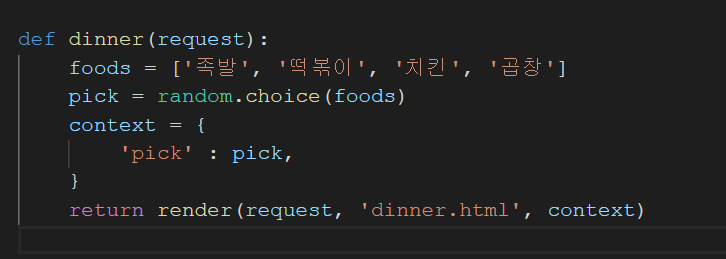 def dinner(request):
    foods = ['족발', '떡볶이', '치킨', '곱창']
    pick = random.choice(foods)
    context = {
        'pick' : pick,
    }
    return render(request, 'dinner.html', context)